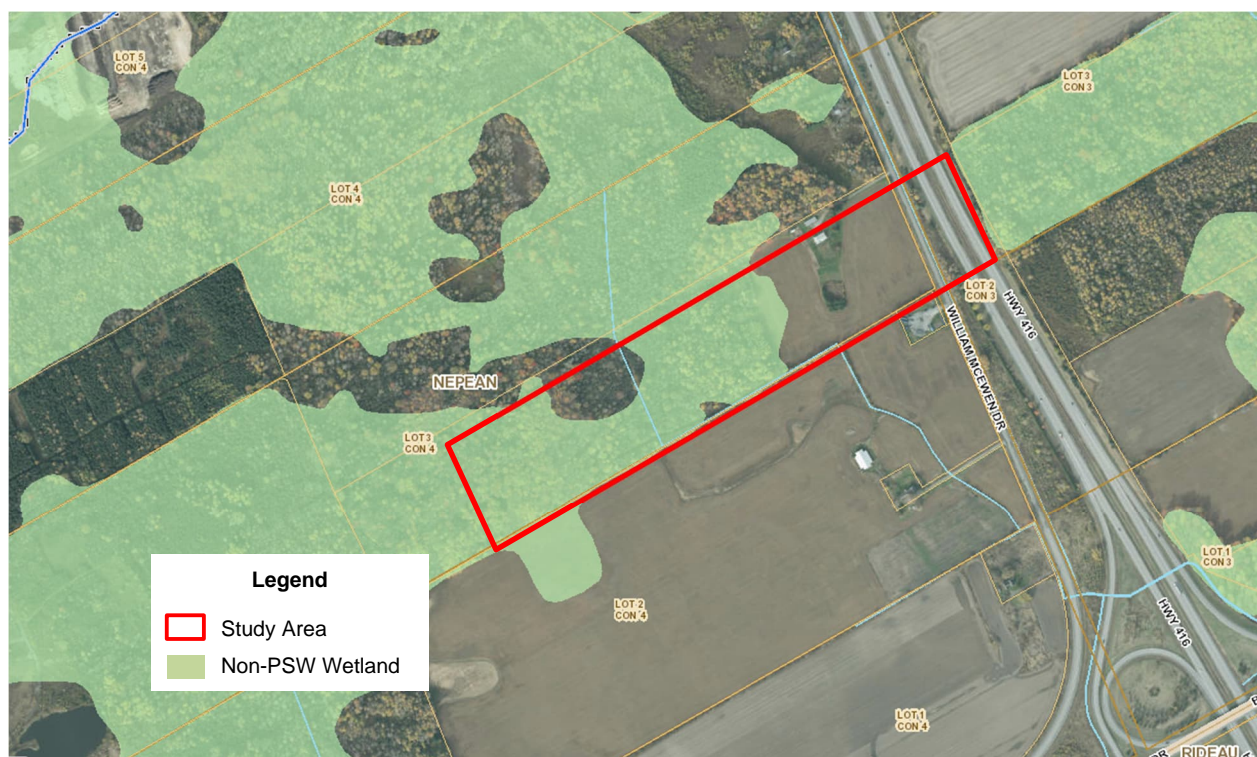 LOT 5
CON 4
LOT 3
CON 3
LOT 4
CON 4
LOT 2
CON 3
HWY 416
WILLIAM MCEWEN DR
NEPEAN
LOT 3
CON 4
LOT 1
CON 3
Legend
Study Area
Non-PSW Wetland
LOT 2
CON 4
HWY 416
LOT 1
CON 4
DR
RIDEAU